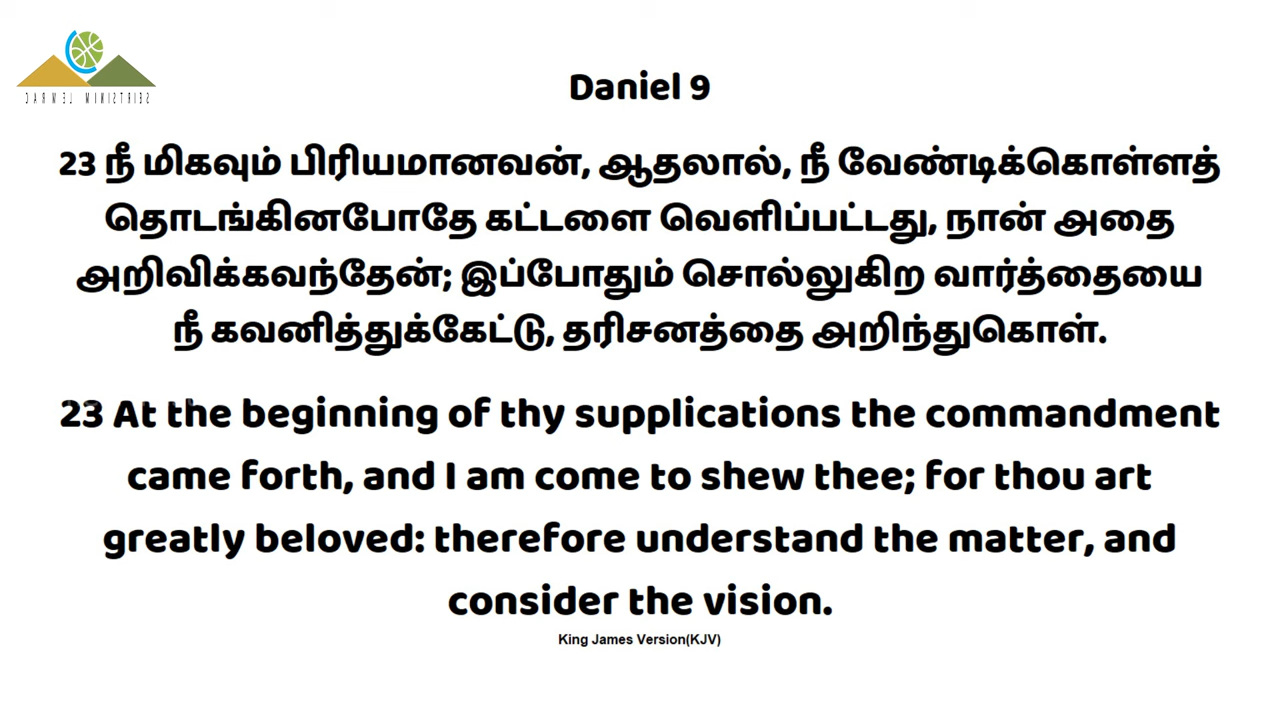 CARMEL MINISTRIES
Daniel 9
23 நீ மிகவும் பிரியமானவன், ஆதலால், நீ வேண்டிக்கொள்ளத்
தொடங்கினபோதே கட்டளை வெளிப்பட்டது, நான் அதை
அறிவிக்கவந்தேன்; இப்போதும் சொல்லுகிற வார்த்தையை
நீ கவனித்துக்கேட்டு, தரிசனத்தை அறிந்துகொள்.
23 At the beginning of thy supplications the commandment
came forth, and I am come to shew thee; for thou art
greatly beloved: therefore understand the matter, and
consider the vision.
King James Version(KJV)